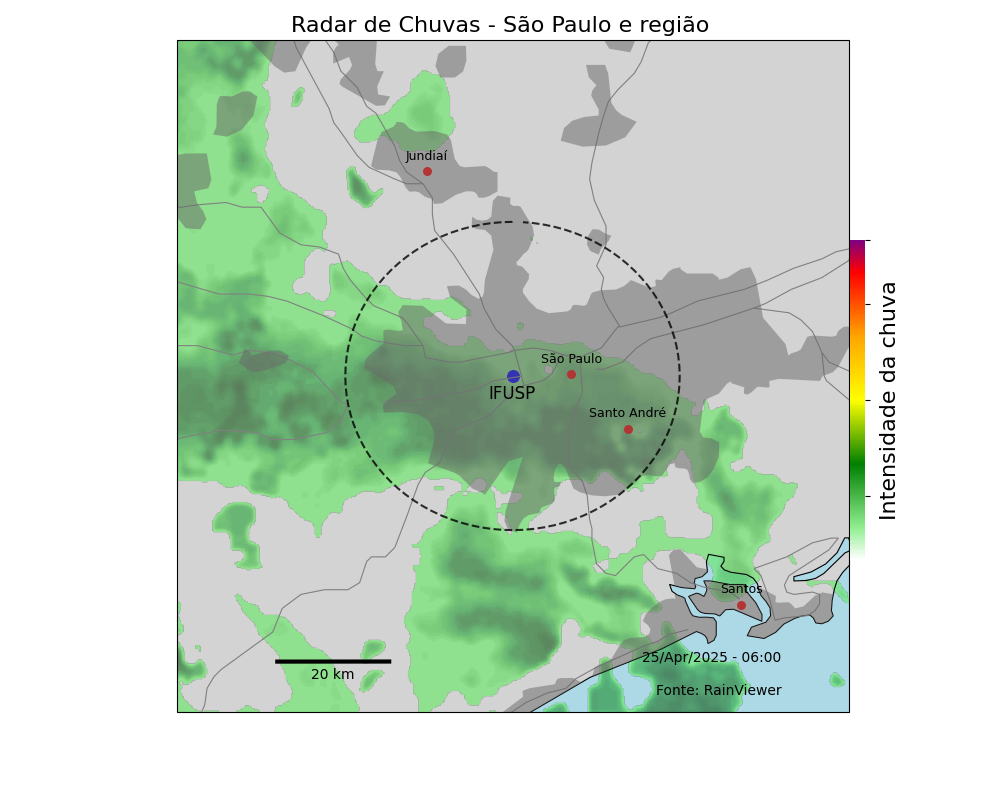 Radar de Chuvas - São Paulo e região
Jundiaí
São Paulo
IFUSP
Santo André
Intensidade da chuva
Santos
25/Apr/2025 - 06:00
20 km
Fonte: RainViewer